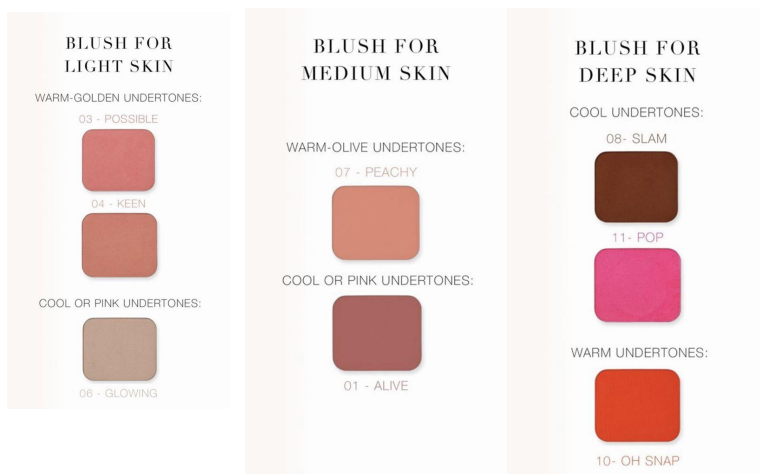 BLUSH FOR
LIGHT SKIN
WARM-GOLDEN UNDERTONES:
03 - POSSIBLE
04 - KEEN
COOL OR PINK UNDERTONES:
06 - GLOWING
BLUSH FOR
MEDIUM SKIN
WARM-OLIVE UNDERTONES:
07 - PEACHY
COOL OR PINK UNDERTONES:
01 - ALIVE
BLUSH FOR
DEEP SKIN
COOL UNDERTONES:
08- SLAM
11- POP
WARM UNDERTONES:
10- OH SNAP